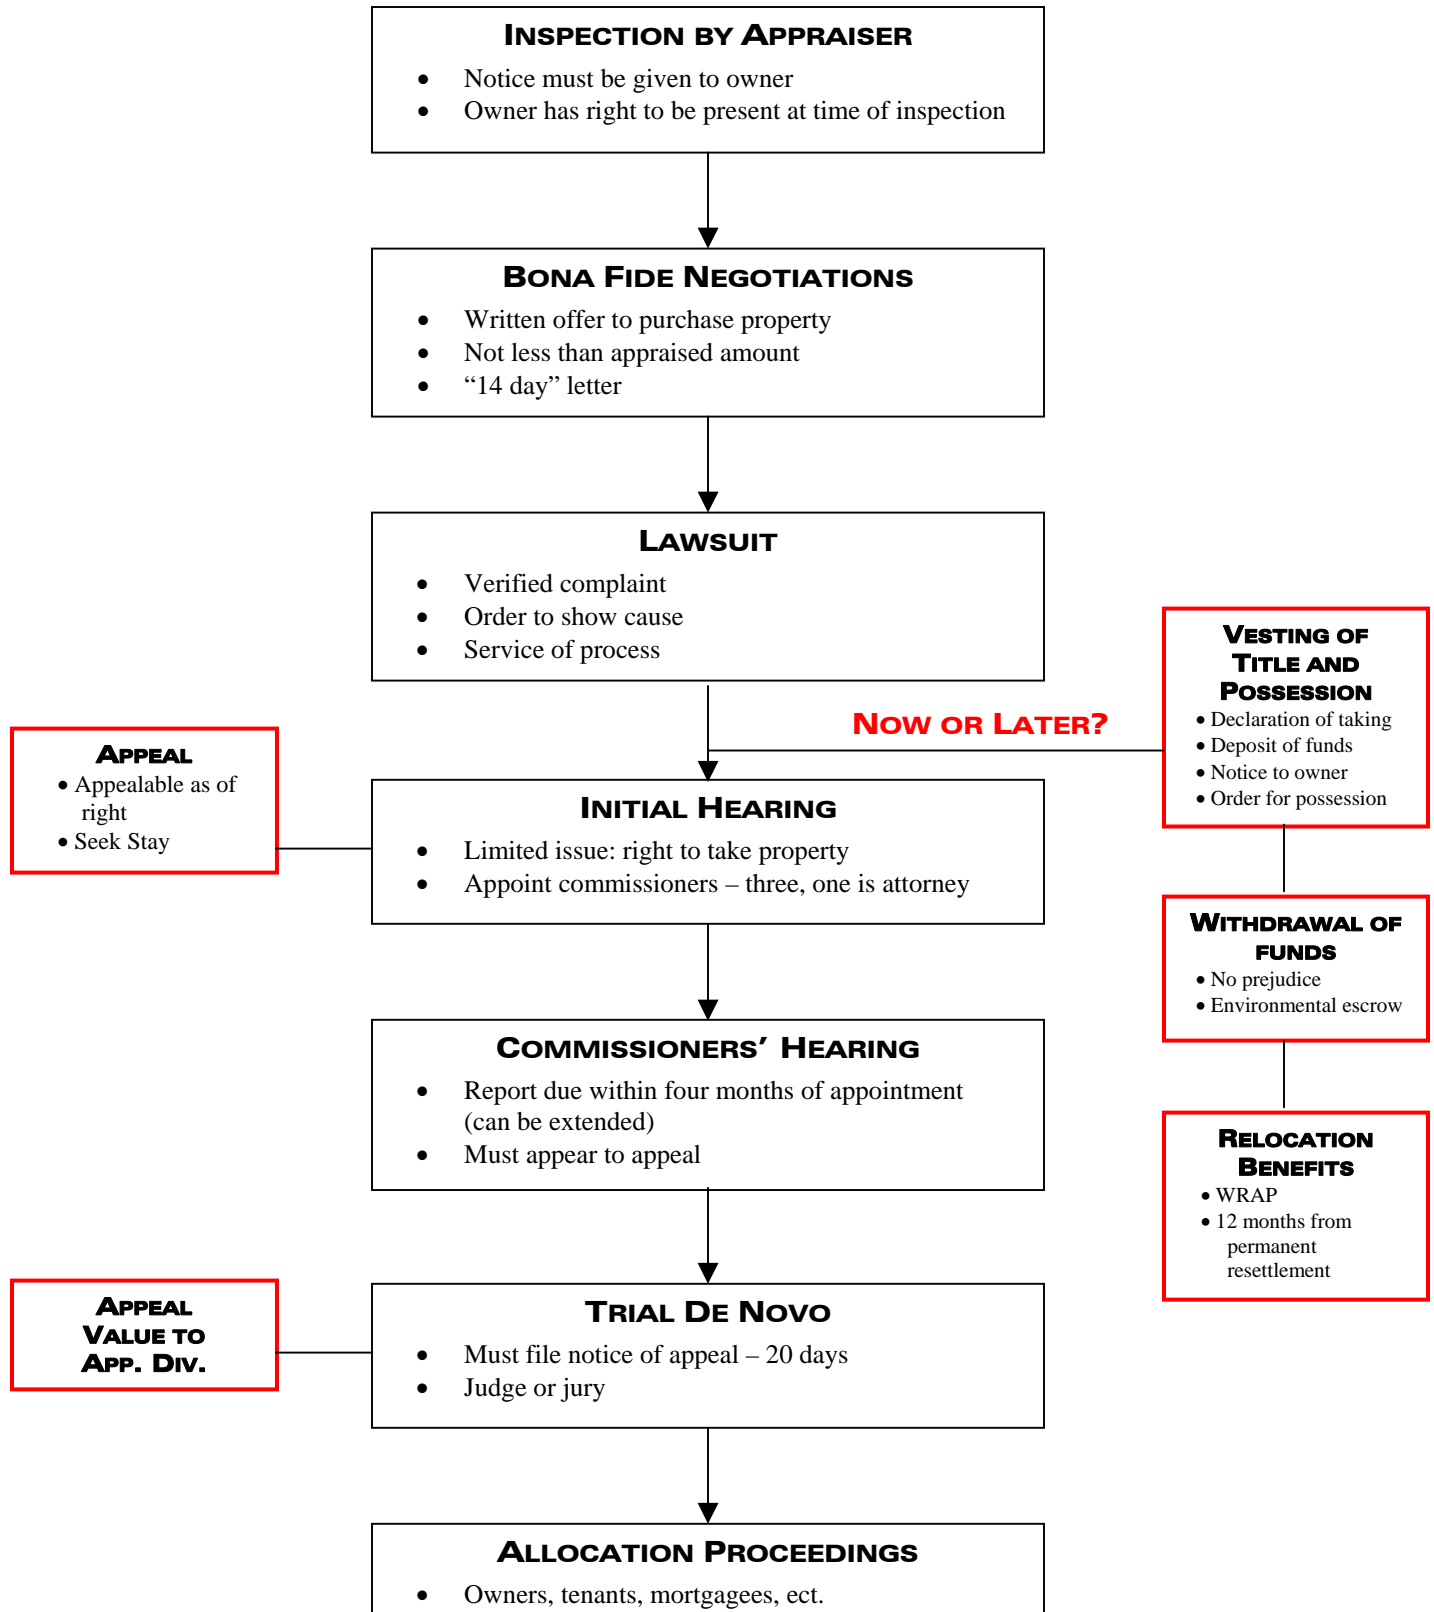 INSPECTION BY APPRAISER
• Notice must be given to owner
• Owner has right to be present at time of inspection
BONA FIDE NEGOTIATIONS
• Written offer to purchase property
• Not less than appraised amount
• “14 day” letter
LAWSUIT
• Verified complaint
• Order to show cause
• Service of process
NOW OR LATER?
VESTING OF
TITLE AND
POSSESSION
• Declaration of taking
• Deposit of funds
• Notice to owner
• Order for possession
APPEAL
• Appealable as of
right
• Seek Stay
INITIAL HEARING
• Limited issue: right to take property
• Appoint commissioners – three, one is attorney
WITHDRAWAL OF
FUNDS
• No prejudice
• Environmental escrow
COMMISSIONERS’ HEARING
• Report due within four months of appointment
(can be extended)
• Must appear to appeal
RELOCATION
BENEFITS
• WRAP
• 12 months from
permanent
resettlement
APPEAL
VALUE TO
APP. DIV.
TRIAL DE NOVO
• Must file notice of appeal – 20 days
• Judge or jury
ALLOCATION PROCEEDINGS
• Owners, tenants, mortgagees, ect.